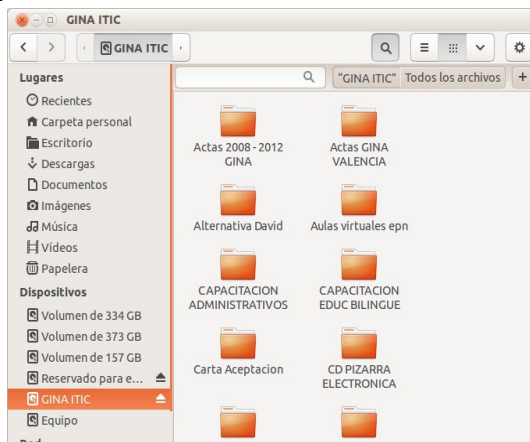 GINA ITIC
GINA ITIC
"GINA ITIC" Todos los archivos +
Lugares
Recientes
Carpeta personal
Escritorio
Descargas
Documentos
Imágenes
Música
Vídeos
Papelera
Dispositivos
Volumen de 334 GB
Volumen de 373 GB
Volumen de 157 GB
Reservado para e...
GINA ITIC
Equipo
Actas 2008 - 2012
GINA
Actas GINA
VALENCIA
Alternativa David
Aulas virtuales epn
CAPACITACION
ADMINISTRATIVOS
CAPACITACION
EDUC BILINGUE
Carta Aceptacion
CD PIZARRA
ELECTRONICA